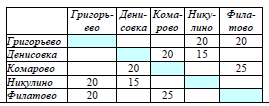 Григорь- Дени- Кома- Нику- Фила-
ево совка рово лино тово
Григорьево 20 20
Денисовка 20 15
Комарово 20 25
Никулино 20 15
Филатово 20 25